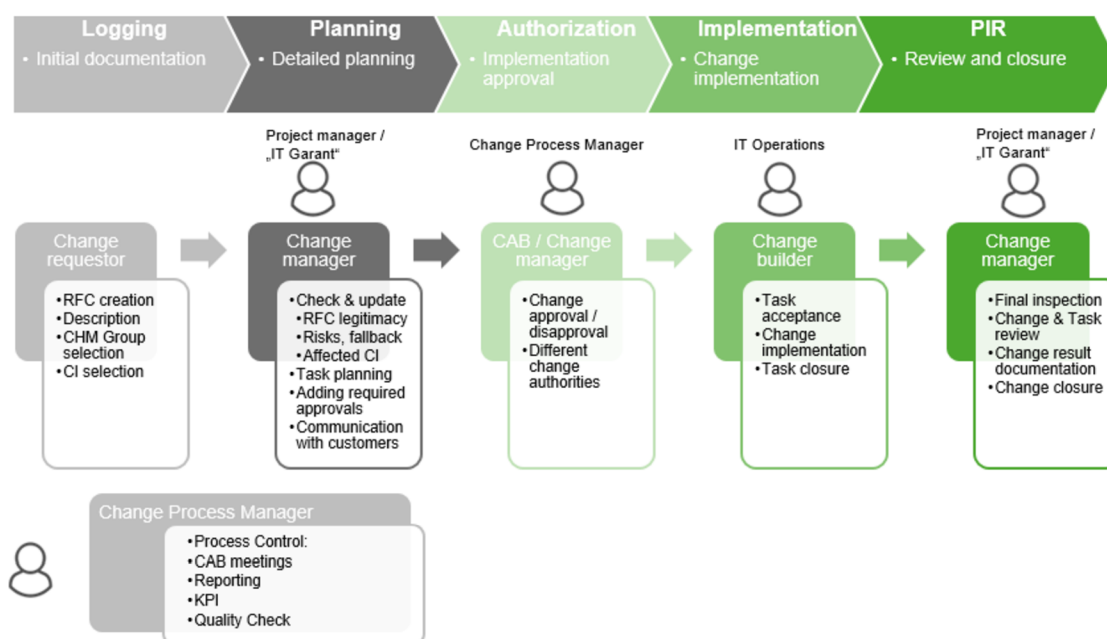 Logging
• Initial documentation
Planning
• Detailed planning
Authorization
• Implementation
approval
Implementation
• Change
implementation
PIR
• Review and closure
Project manager /
„IT Garant“
Change Process Manager
IT Operations
Project manager /
„IT Garant“
Change
requestor
• RFC creation
• Description
• CHM Group
selection
• CI selection
Change
manager
• Check & update
• RFC legitimacy
• Risks, fallback
• Affected CI
• Task planning
• Adding required
approvals
• Communication
with customers
CAB / Change
manager
• Change
approval /
disapproval
• Different
change
authorities
Change
builder
• Task
acceptance
• Change
implementation
• Task closure
Change
manager
• Final inspection
• Change & Task
review
• Change result
documentation
• Change closure
Change Process Manager
• Process Control:
• CAB meetings
• Reporting
• KPI
• Quality Check